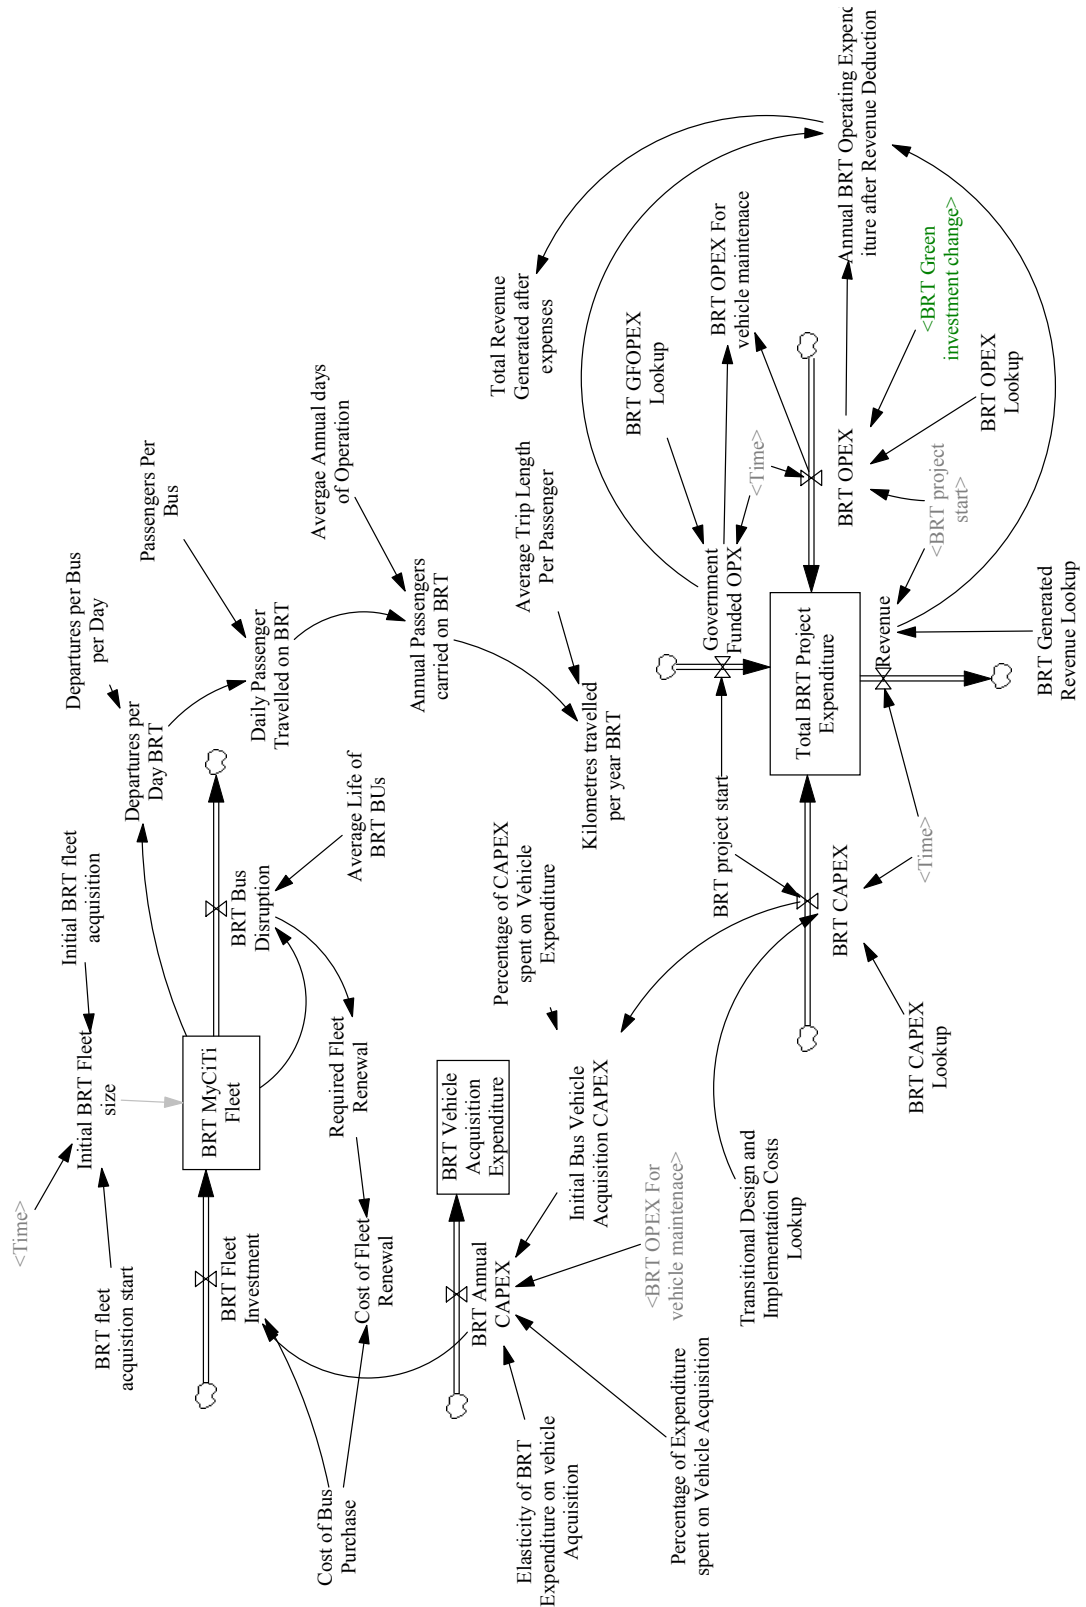 <Time>
BRT fleet
acquistion start
Initial BRT Fleet
size
Initial BRT fleet
acquisition
Departures per Bus
per Day
Departures per
Day BRT
Passengers Per
Bus
Cost of Bus
Purchase
BRT Fleet
Investment
BRT MyCiTi
Fleet
BRT Bus
Disruption
Daily Passenger
Travelled on BRT
Avergae Annual days
of Operation
Average Life of
BRT BUs
Required Fleet
Renewal
Cost of Fleet
Renewal
Annual Passengers
carried on BRT
Average Trip Length
Per Passenger
Kilometres travelled
per year BRT
Total Revenue
Generated after
expenses
Elasticity of BRT
Expenditure on vehicle
Aqcuisition
BRT Annual
CAPEX
BRT Vehicle
Acquisition
Expenditure
Percentage of CAPEX
spent on Vehicle
Expenditure
Initial Bus Vehicle
Acquisition CAPEX
<BRT OPEX For
vehicle maintenace>
Percentage of Expenditure
spent on Vehicle Acquisition
BRT GFOPEX
Lookup
BRT OPEX For
vehicle maintenace
Government
Funded OPX
<Time>
BRT project start
Transitional Design and
Implementation Costs
Lookup
Total BRT Project
Expenditure
BRT CAPEX
BRT CAPEX
Lookup
<Time>
Revenue
BRT OPEX
Annual BRT Operating Expend
iture after Revenue Deduction
<BRT Green
investment change>
<BRT project
start>
BRT OPEX
Lookup
BRT Generated
Revenue Lookup